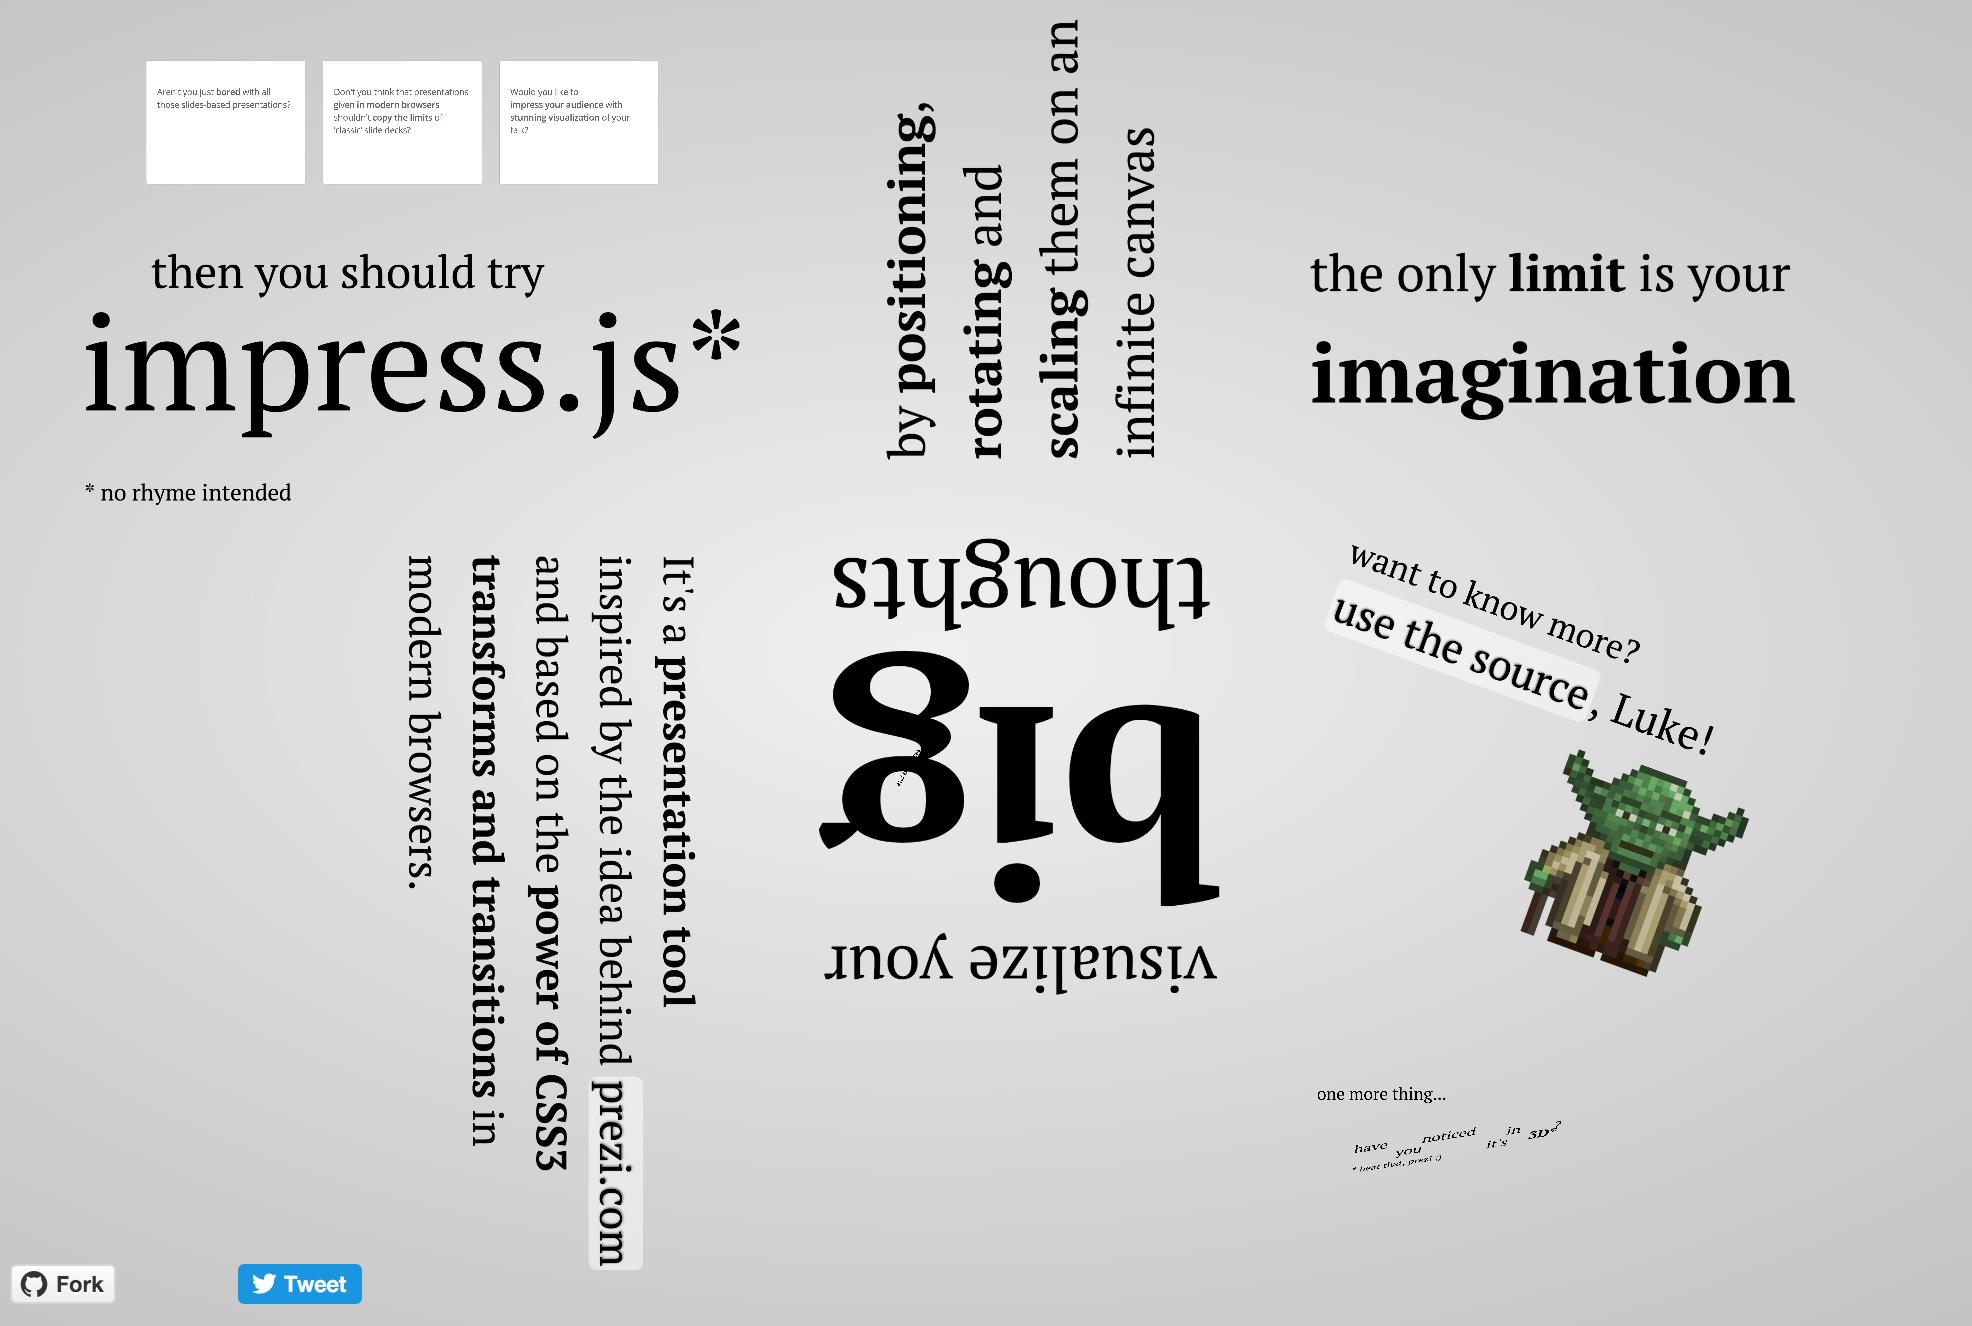 Aren't you just bored with all
those slides-based presentations?
Don't you think that presentations
given in modern browsers
shouldn't copy the limits of
'classic' slide decks?
Would you like to
impress your audience with
stunning visualization of your
talk?
then you should try
impress.js*
* no rhyme intended
It's a presentation tool
inspired by the idea behind prezi.com
and based on the power of CSS3
transforms and transitions in
modern browsers.
visualize your
big
thoughts
by positioning,
rotating and
scaling them on an
infinite canvas
the only limit is your
imagination
want to know more?
use the source, Luke!
one more thing...
have you noticed it's in 3D?
* beat that, prezi ;)
Fork
Tweet